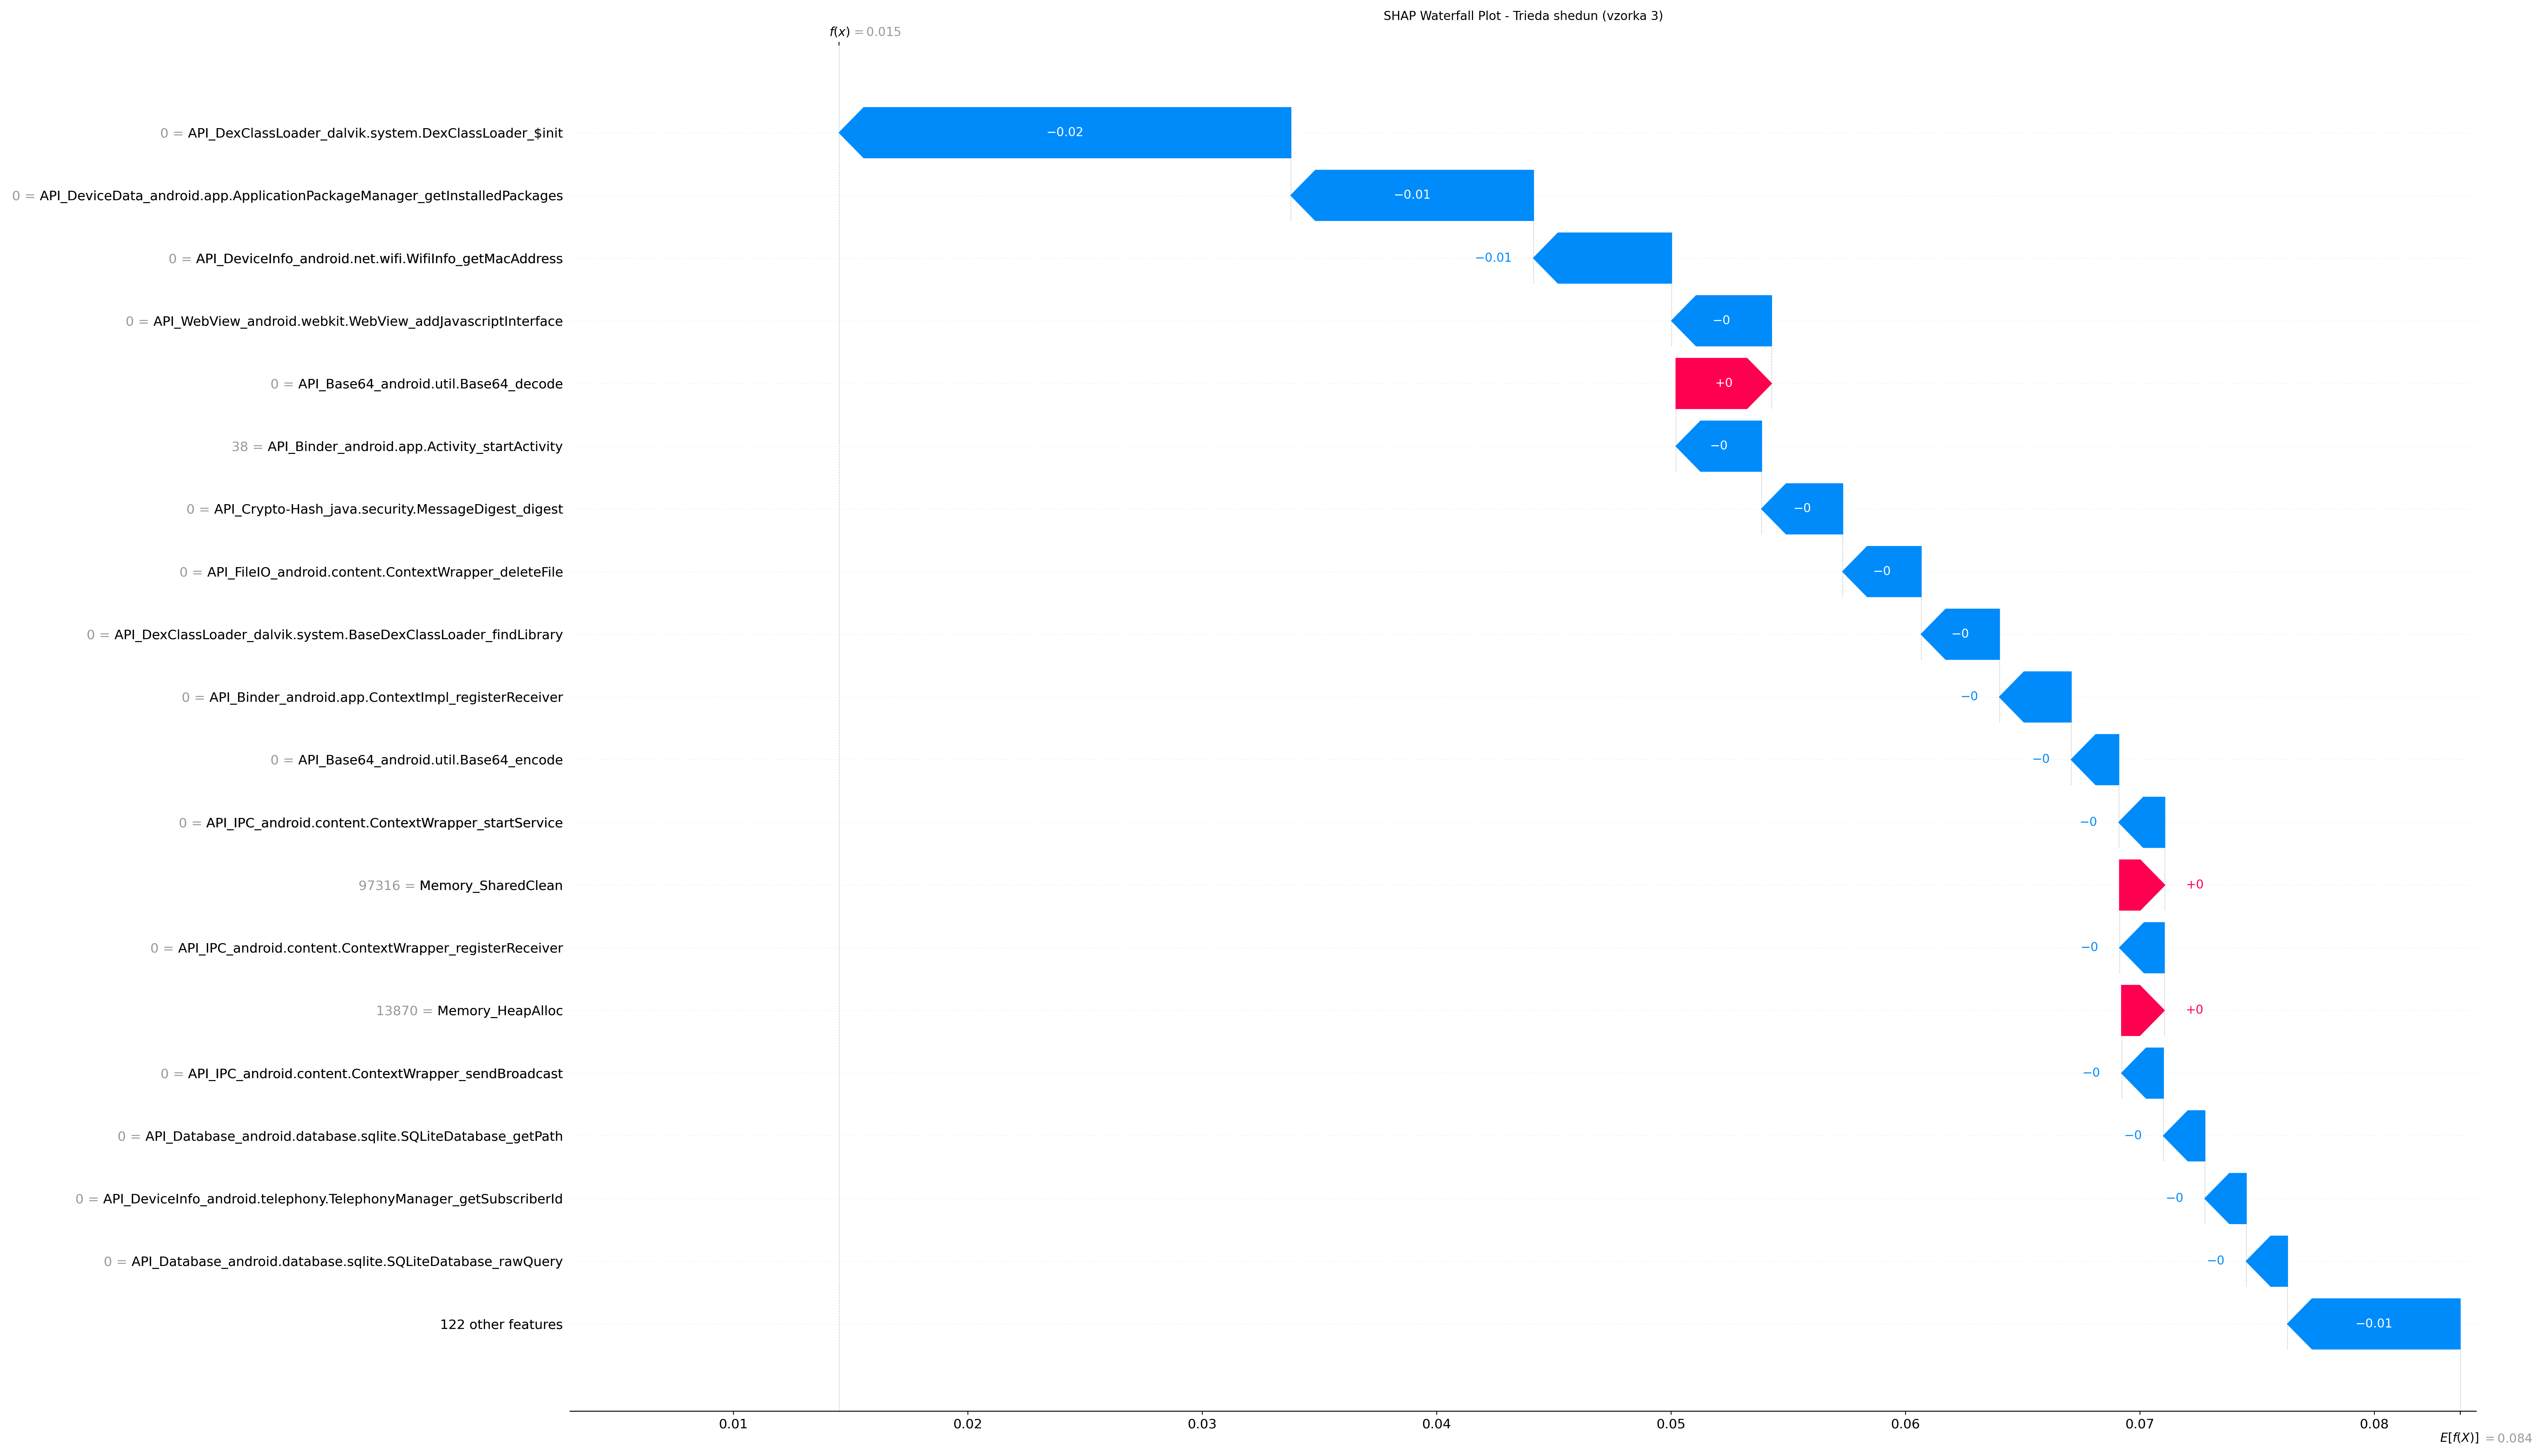 SHAP Waterfall Plot - Trieda shedun (vzorka 3)
f(x) = 0.015
0 = API_DexClassLoader_dalvik.system.DexClassLoader_$init
−0.02
0 = API_DeviceData_android.app.ApplicationPackageManager_getInstalledPackages
−0.01
0 = API_DeviceInfo_android.net.wifi.WifiInfo_getMacAddress
−0.01
0 = API_WebView_android.webkit.WebView_addJavascriptInterface
−0
0 = API_Base64_android.util.Base64_decode
+0
38 = API_Binder_android.app.Activity_startActivity
−0
0 = API_Crypto-Hash_java.security.MessageDigest_digest
−0
0 = API_FileIO_android.content.ContextWrapper_deleteFile
−0
0 = API_DexClassLoader_dalvik.system.BaseDexClassLoader_findLibrary
−0
0 = API_Binder_android.app.ContextImpl_registerReceiver
−0
0 = API_Base64_android.util.Base64_encode
−0
0 = API_IPC_android.content.ContextWrapper_startService
−0
97316 = Memory_SharedClean
+0
0 = API_IPC_android.content.ContextWrapper_registerReceiver
−0
13870 = Memory_HeapAlloc
+0
0 = API_IPC_android.content.ContextWrapper_sendBroadcast
−0
0 = API_Database_android.database.sqlite.SQLiteDatabase_getPath
−0
0 = API_DeviceInfo_android.telephony.TelephonyManager_getSubscriberId
−0
0 = API_Database_android.database.sqlite.SQLiteDatabase_rawQuery
−0
122 other features
−0.01
0.01 0.02 0.03 0.04 0.05 0.06 0.07 0.08
E[f(X)] = 0.084